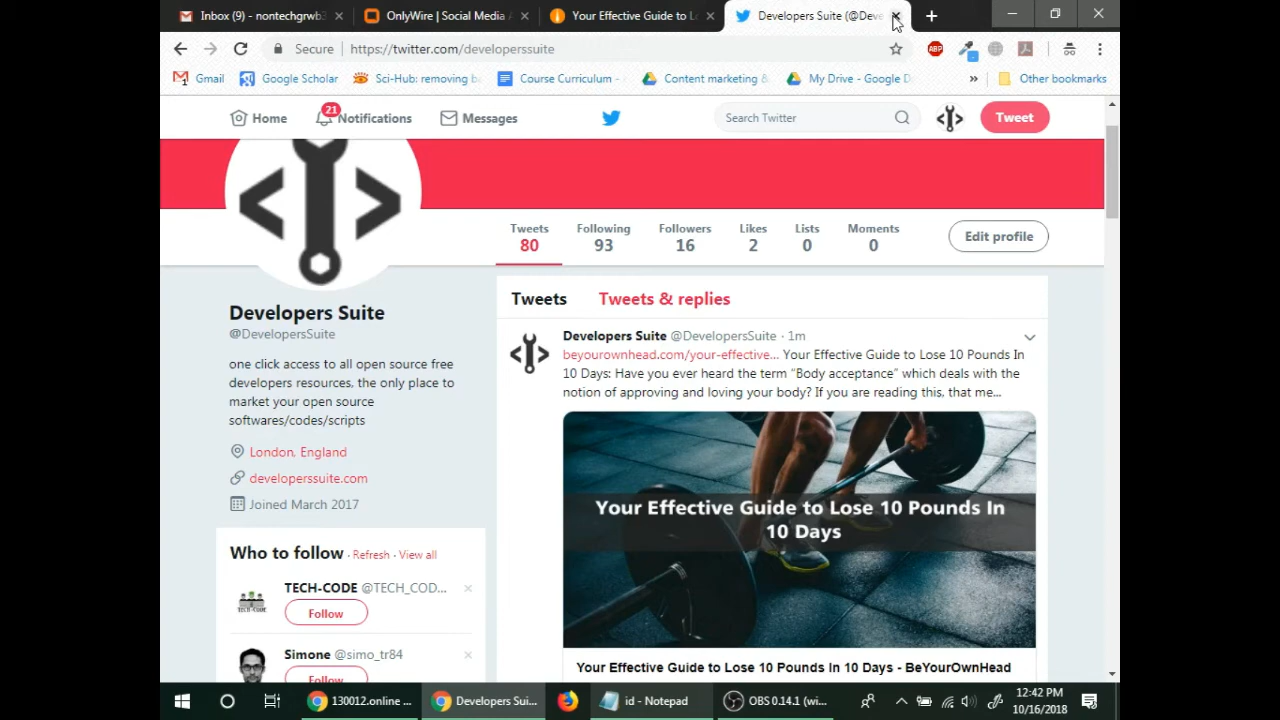 Inbox (9) - nontechgrwb3
OnlyWire | Social Media
Your Effective Guide to L
Developers Suite (@Deve
Secure
https://twitter.com/developerssuite
ABP
Gmail
Google Scholar
Sci-Hub: removing b
Course Curriculum -
Content marketing &
My Drive - Google D
»
Other bookmarks
Home
21
Notifications
Messages
Search Twitter
Tweet
Tweets
80
Following
93
Followers
16
Likes
2
Lists
0
Moments
0
Edit profile
Developers Suite
@DevelopersSuite
one click access to all open source free
developers resources, the only place to
market your open source
softwares/codes/scripts
London, England
developerssuite.com
Joined March 2017
Who to follow · Refresh · View all
TECH-CODE @TECH_COD...
Follow
Simone @simo_tr84
Follow
Tweets
Tweets & replies
Developers Suite @DevelopersSuite · 1m
beyourownhead.com/your-effective... Your Effective Guide to Lose 10 Pounds In
10 Days: Have you ever heard the term “Body acceptance” which deals with the
notion of approving and loving your body? If you are reading this, that me...
Your Effective Guide to Lose 10 Pounds In
10 Days
Your Effective Guide to Lose 10 Pounds In 10 Days - BeYourOwnHead
130012.online ...
Developers Sui...
id - Notepad
OBS 0.14.1 (wi...
12:42 PM
10/16/2018